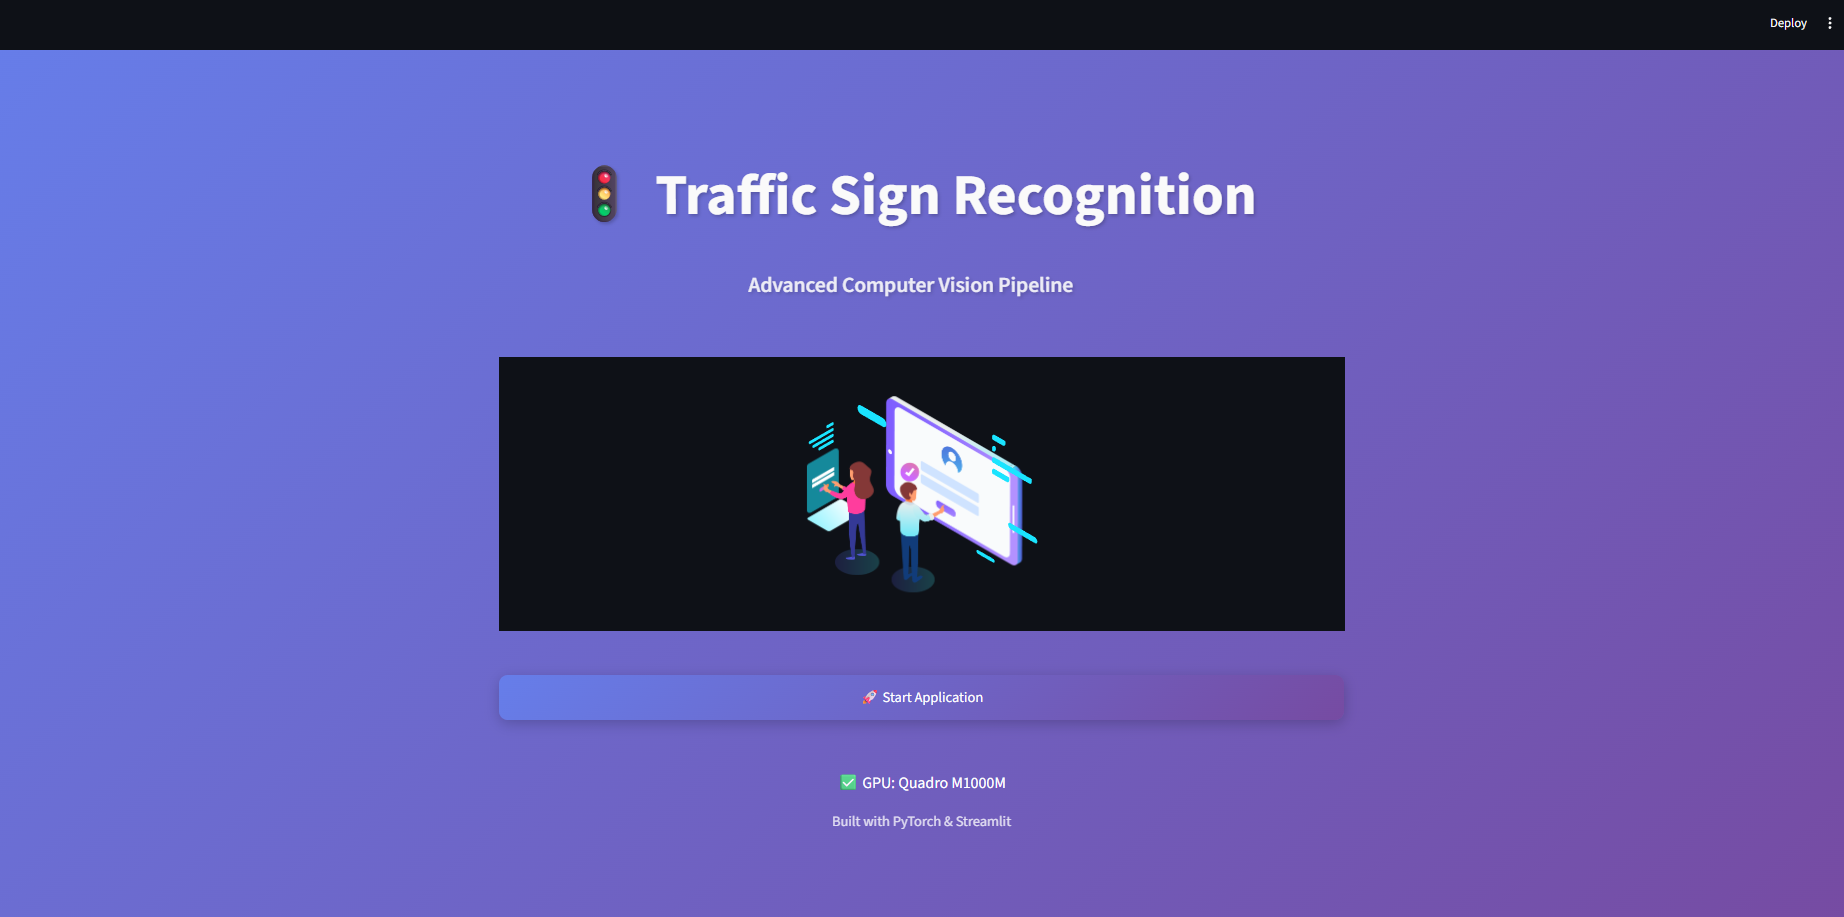 Deploy
Traffic Sign Recognition
Advanced Computer Vision Pipeline
🚀 Start Application
✅ GPU: Quadro M1000M
Built with PyTorch & Streamlit